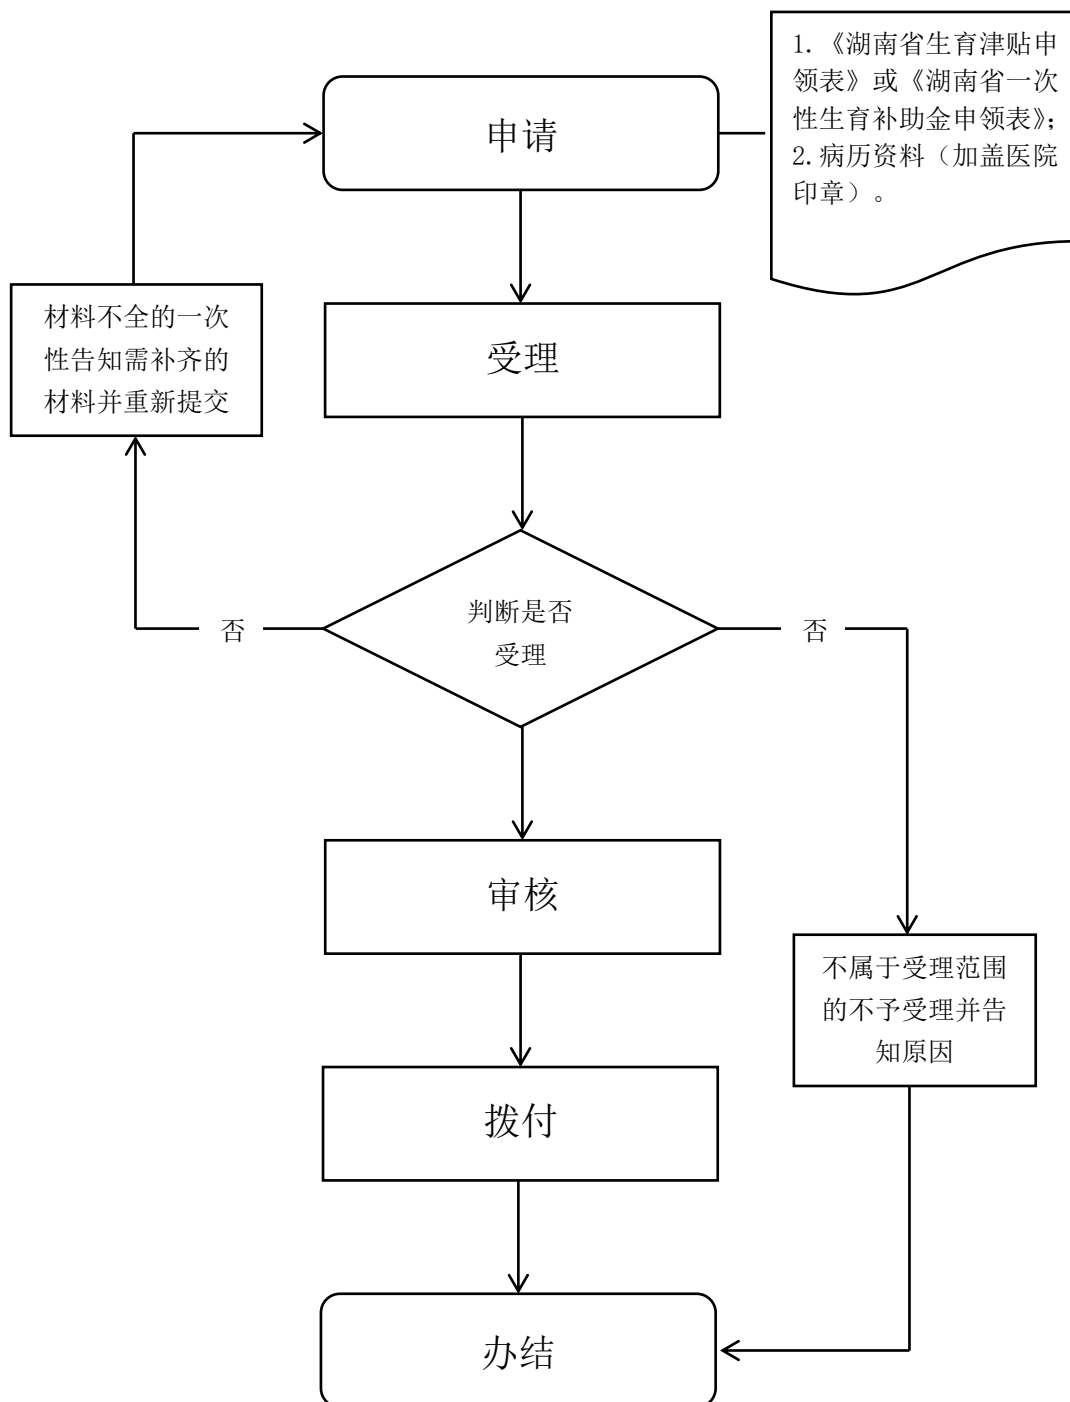 1.《湖南省生育津贴申
领表》或《湖南省一次
性生育补助金申领表》；
2.病历资料（加盖医院
印章）。
申请
材料不全的一次
性告知需补齐的
材料并重新提交
受理
判断是否
受理
否
否
审核
不属于受理范围
的不予受理并告
知原因
拨付
办结